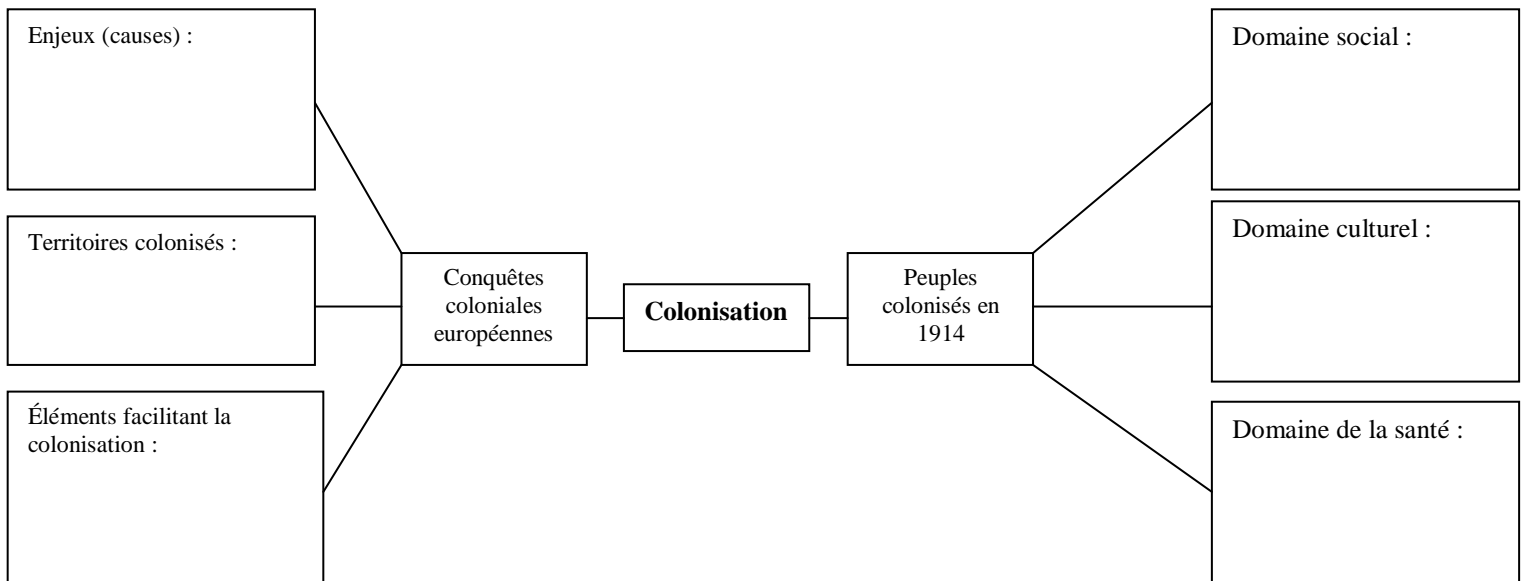 Enjeux (causes) :
Territoires colonisés :
Éléments facilitant la
colonisation :
Conquêtes
coloniales
européennes
Colonisation
Peuples
colonisés en
1914
Domaine social :
Domaine culturel :
Domaine de la santé :